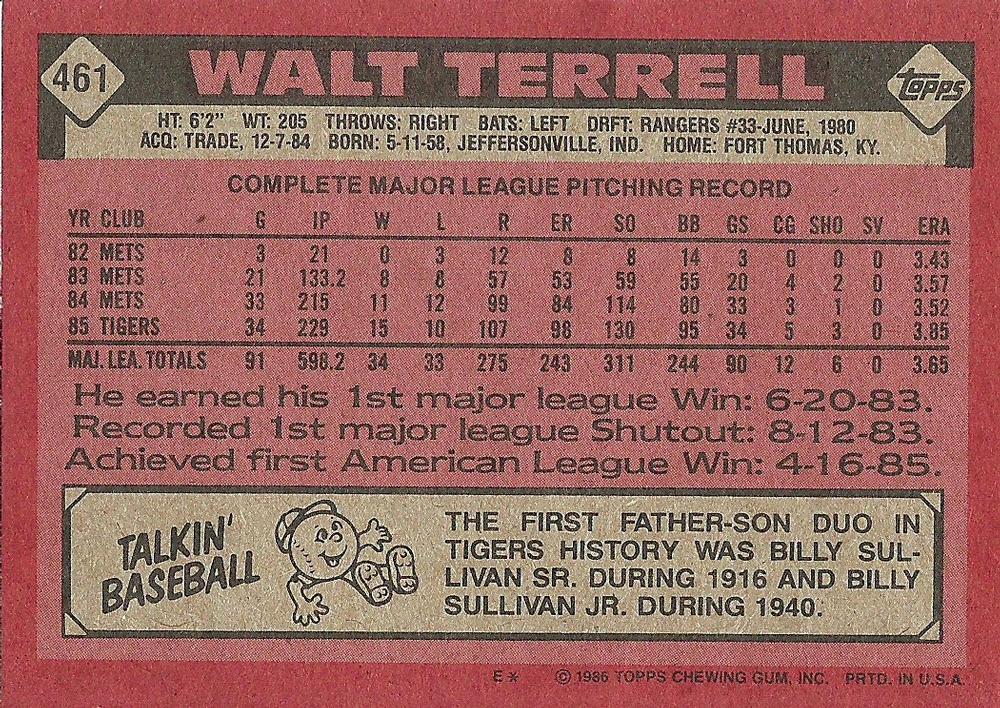 461 WALT TERRELL topps
HT: 6'2" WT: 205 THROWS: RIGHT BATS: LEFT DRFT: RANGERS #33-JUNE, 1980
ACQ: TRADE, 12-7-84 BORN: 5-11-58, JEFFERSONVILLE, IND. HOME: FORT THOMAS, KY.
COMPLETE MAJOR LEAGUE PITCHING RECORD
YR CLUB G IP W L R ER SO BB GS CG SHO SV ERA
82 METS 3 21 0 3 12 8 8 14 3 0 0 0 3.43
83 METS 21 133.2 8 8 57 53 59 55 20 4 2 0 3.57
84 METS 33 215 11 12 99 84 114 80 33 3 1 0 3.52
85 TIGERS 34 229 15 10 107 98 130 95 34 5 3 0 3.85
MAJ. LEA. TOTALS 91 598.2 34 33 275 243 311 244 90 12 6 0 3.65
He earned his 1st major league Win: 6-20-83.
Recorded 1st major league Shutout: 8-12-83.
Achieved first American League Win: 4-16-85.
TALKIN'
BASEBALL
THE FIRST FATHER-SON DUO IN
TIGERS HISTORY WAS BILLY SUL-
LIVAN SR. DURING 1916 AND BILLY
SULLIVAN JR. DURING 1940.
E* © 1986 TOPPS CHEWING GUM, INC. PRTD. IN U.S.A.